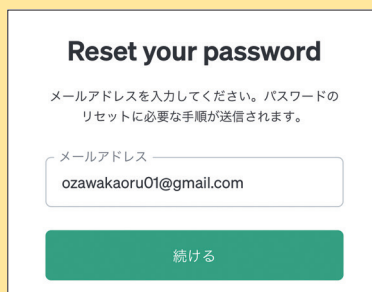 Reset your password
メールアドレスを入力してください。パスワードの
リセットに必要な手順が送信されます。
メールアドレス
ozawakaoru01@gmail.com
続ける